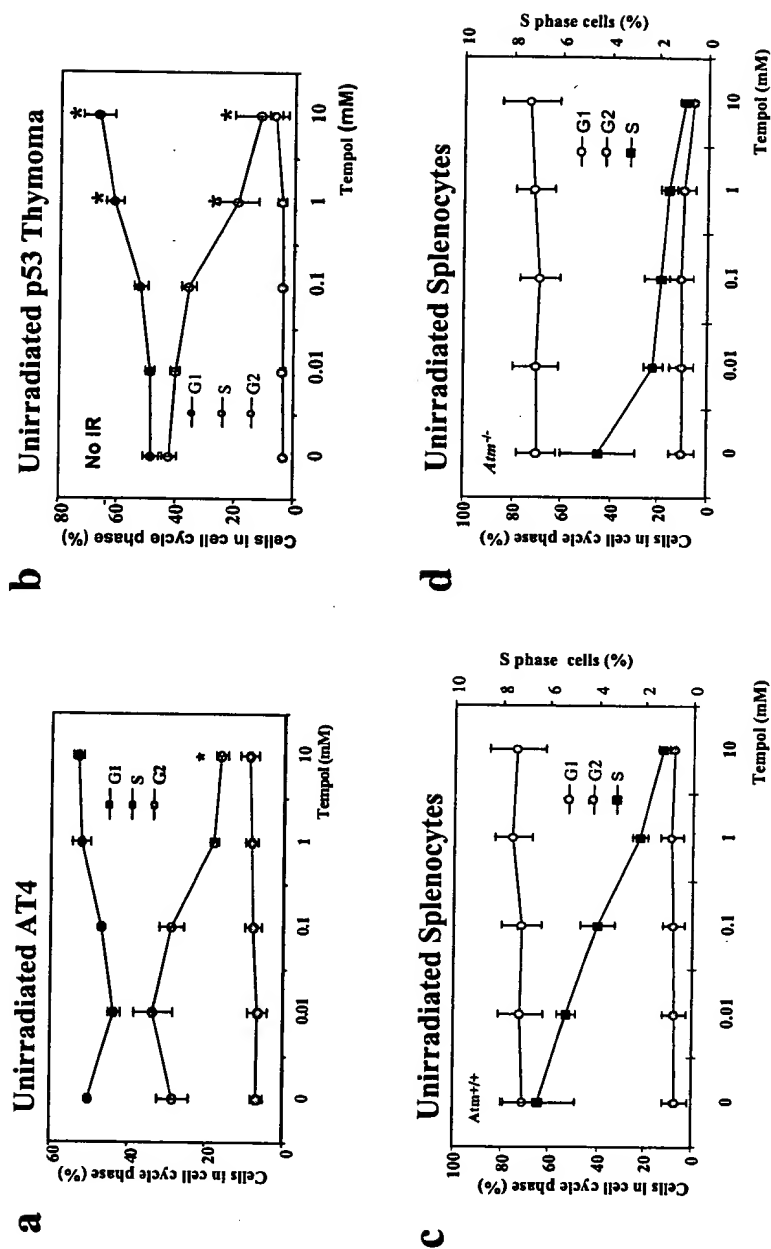 a
Unirradiated AT4
Cells in cell cycle phase (%)
60
40
20
0
G1
S
G2
*
0
0.01
0.1
1
10
Tempol (mM)
b
Unirradiated p53 Thymoma
Cells in cell cycle phase (%)
80
60
40
20
0
No IR
G1
S
G2
*
*
*
*
0
0.01
0.1
1
10
Tempol (mM)
c
Unirradiated Splenocytes
Cells in cell cycle phase (%)
100
80
60
40
20
0
Atm+/+
G1
G2
S
S phase cells (%)
10
8
6
4
2
0
0
0.01
0.1
1
10
Tempol (mM)
d
Unirradiated Splenocytes
Cells in cell cycle phase (%)
100
80
60
40
20
0
Atm-/-
G1
G2
S
S phase cells (%)
10
8
6
4
2
0
0
0.01
0.1
1
10
Tempol (mM)